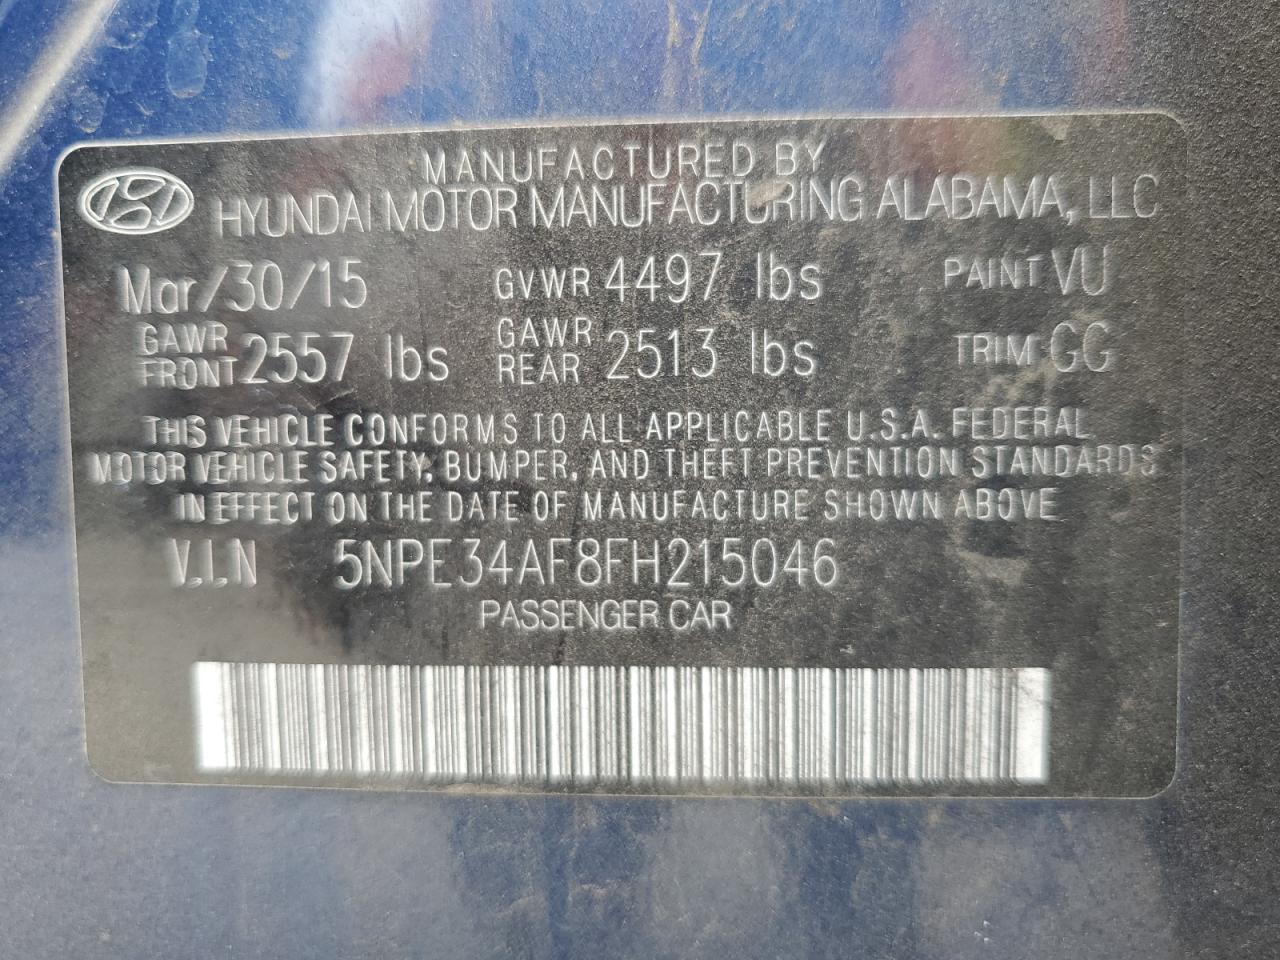 MANUFACTURED BY
HYUNDAI MOTOR MANUFACTURING ALABAMA, LLC
Mar/30/15 GVWR 4497 lbs PAINT VU
GAWR FRONT 2557 lbs GAWR REAR 2513 lbs TRIM GG
THIS VEHICLE CONFORMS TO ALL APPLICABLE U.S.A. FEDERAL
MOTOR VEHICLE SAFETY, BUMPER, AND THEFT PREVENTION STANDARDS
IN EFFECT ON THE DATE OF MANUFACTURE SHOWN ABOVE
V.I.N 5NPE34AF8FH215046
PASSENGER CAR